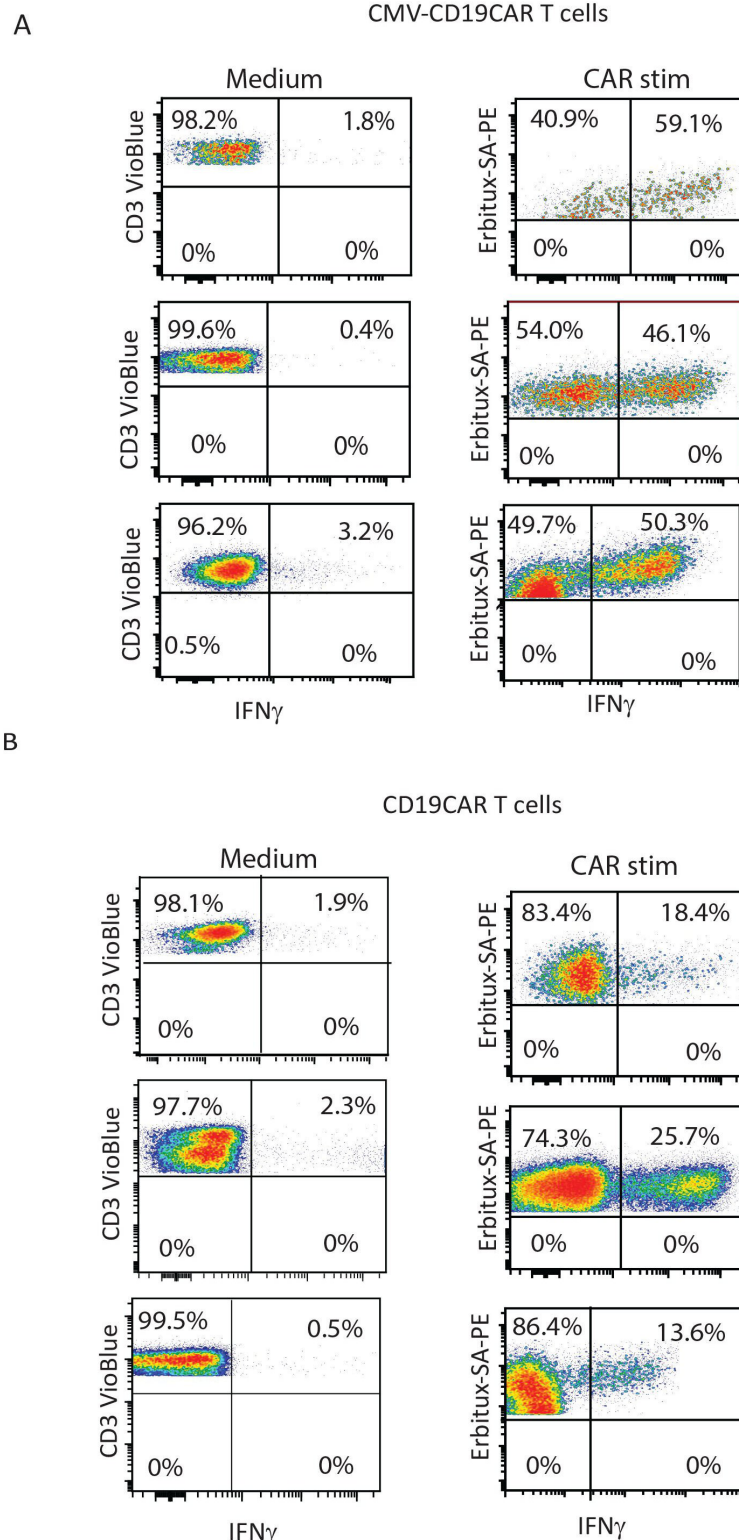 A
CMV-CD19CAR T cells
Medium
CAR stim
CD3 VioBlue
98.2%
1.8%
0%
0%
Erbitux-SA-PE
40.9%
59.1%
0%
0%
CD3 VioBlue
99.6%
0.4%
0%
0%
Erbitux-SA-PE
54.0%
46.1%
0%
0%
CD3 VioBlue
96.2%
3.2%
0.5%
0%
Erbitux-SA-PE
49.7%
50.3%
0%
0%
IFNγ
IFNγ
B
CD19CAR T cells
Medium
CAR stim
CD3 VioBlue
98.1%
1.9%
0%
0%
Erbitux-SA-PE
83.4%
18.4%
0%
0%
CD3 VioBlue
97.7%
2.3%
0%
0%
Erbitux-SA-PE
74.3%
25.7%
0%
0%
CD3 VioBlue
99.5%
0.5%
0%
0%
Erbitux-SA-PE
86.4%
13.6%
0%
0%
IFNγ
IFNγ